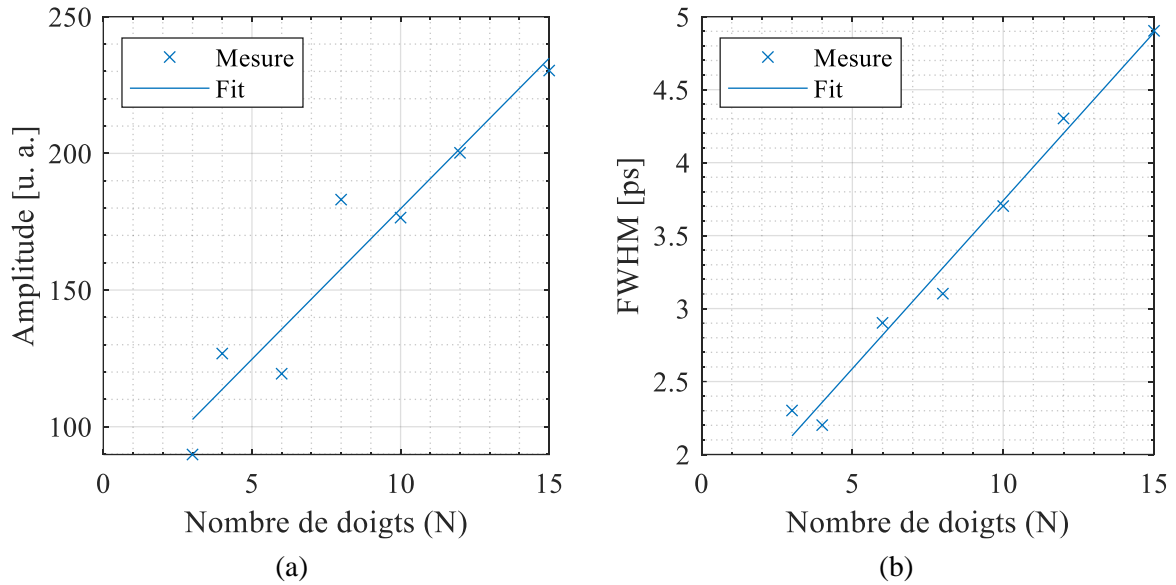 250
200
150
100
0
5
10
15
Amplitude [u. a.]
Nombre de doigts (N)
Mesure
Fit
(a)
5
4.5
4
3.5
3
2.5
2
0
5
10
15
FWHM [ps]
Nombre de doigts (N)
Mesure
Fit
(b)